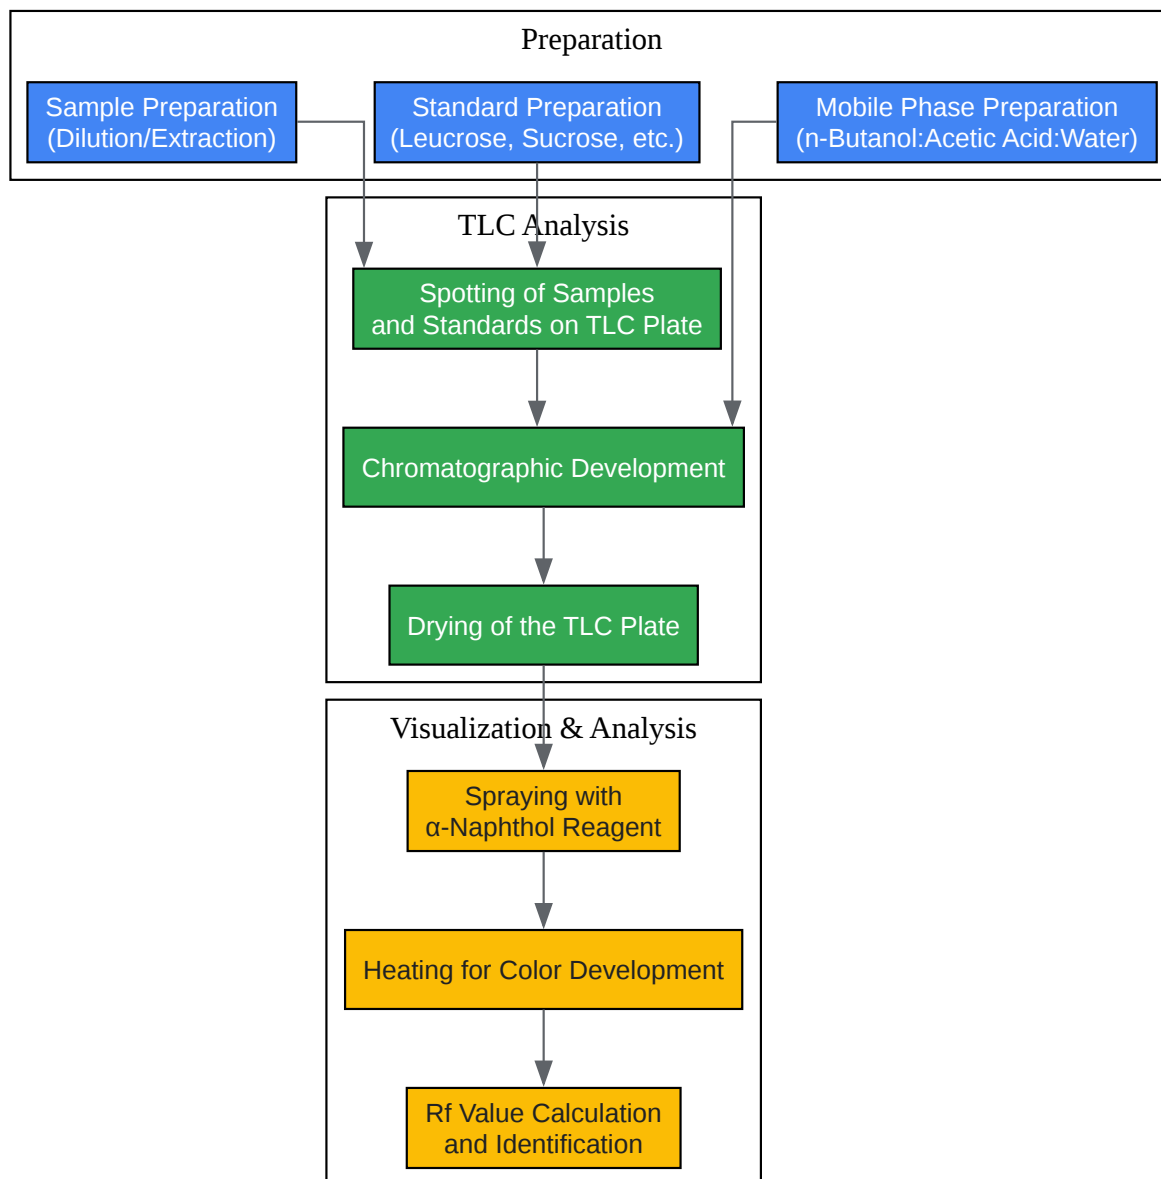 Preparation
Sample Preparation
(Dilution/Extraction)
Standard Preparation
(Leucrose, Sucrose, etc.)
Mobile Phase Preparation
(n-Butanol:Acetic Acid:Water)
TLC Analysis
Spotting of Samples
and Standards on TLC Plate
Chromatographic Development
Drying of the TLC Plate
Visualization & Analysis
Spraying with
α-Naphthol Reagent
Heating for Color Development
Rf Value Calculation
and Identification